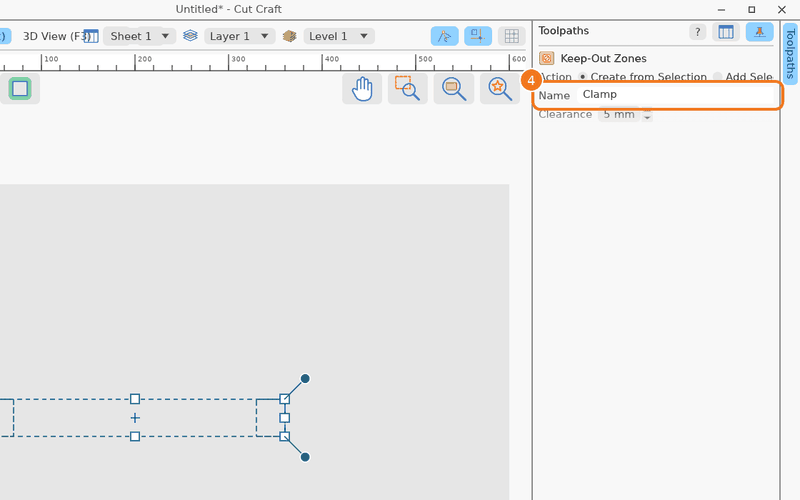 Untitled* - Cut Craft
3D View (F3)
Sheet 1
Layer 1
Level 1
100
200
300
400
500
600
Toolpaths
?
Toolpaths
Keep-Out Zones
4
Action
Create from Selection
Add Sele
Name
Clamp
Clearance
5 mm